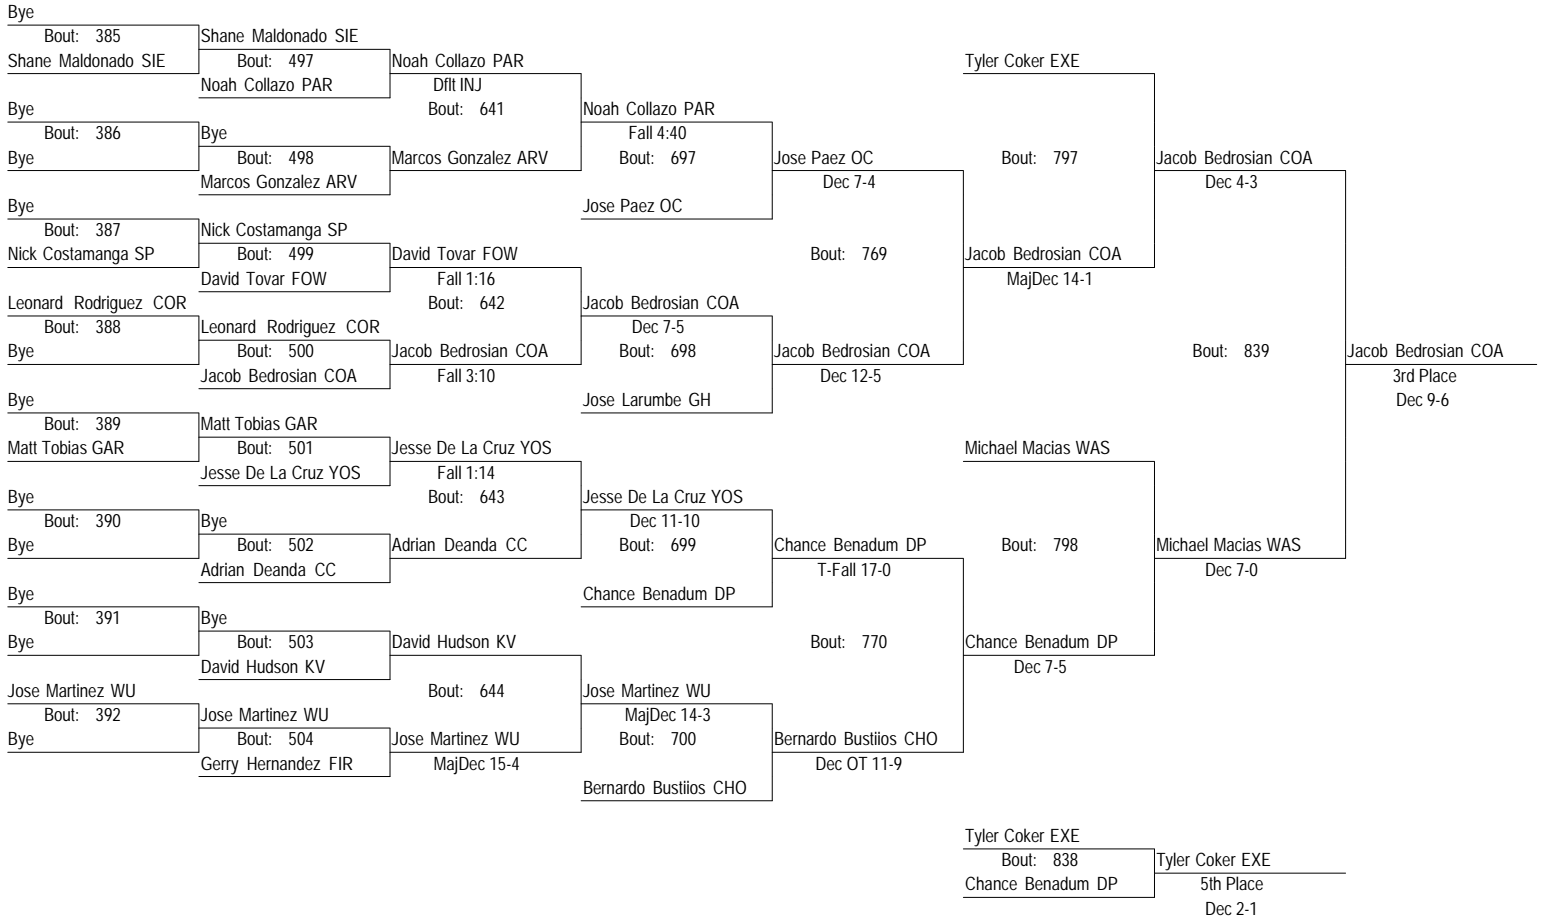 Bye
Bout: 385
Shane Maldonado SIE
Bye
Bout: 386
Bye
Bye
Bout: 387
Nick Costamanga SP
Leonard Rodriguez COR
Bout: 388
Bye
Bye
Bout: 389
Matt Tobias GAR
Bye
Bout: 390
Bye
Bye
Bout: 391
Bye
Jose Martinez WU
Bout: 392
Bye
Shane Maldonado SIE
Bout: 497
Noah Collazo PAR
Bye
Bout: 498
Marcos Gonzalez ARV
Nick Costamanga SP
Bout: 499
David Tovar FOW
Leonard Rodriguez COR
Bout: 500
Jacob Bedrosian COA
Matt Tobias GAR
Bout: 501
Jesse De La Cruz YOS
Bye
Bout: 502
Adrian Deanda CC
Bye
Bout: 503
David Hudson KV
Jose Martinez WU
Bout: 504
Gerry Hernandez FIR
Noah Collazo PAR
Dflt INJ
Bout: 641
Marcos Gonzalez ARV
David Tovar FOW
Fall 1:16
Bout: 642
Jacob Bedrosian COA
Fall 3:10
Jesse De La Cruz YOS
Fall 1:14
Bout: 643
Adrian Deanda CC
David Hudson KV
Bout: 644
Jose Martinez WU
MajDec 15-4
Noah Collazo PAR
Fall 4:40
Bout: 697
Jose Paez OC
Jacob Bedrosian COA
Dec 7-5
Bout: 698
Jose Larumbe GH
Jesse De La Cruz YOS
Dec 11-10
Bout: 699
Chance Benadum DP
Jose Martinez WU
MajDec 14-3
Bout: 700
Bernardo Bustiios CHO
Jose Paez OC
Dec 7-4
Bout: 769
Jacob Bedrosian COA
Dec 12-5
Chance Benadum DP
T-Fall 17-0
Bout: 770
Bernardo Bustiios CHO
Dec OT 11-9
Tyler Coker EXE
Bout: 797
Jacob Bedrosian COA
MajDec 14-1
Michael Macias WAS
Bout: 798
Chance Benadum DP
Dec 7-5
Jacob Bedrosian COA
Dec 4-3
Bout: 839
Michael Macias WAS
Dec 7-0
Jacob Bedrosian COA
3rd Place
Dec 9-6
Tyler Coker EXE
Bout: 838
Chance Benadum DP
Tyler Coker EXE
5th Place
Dec 2-1